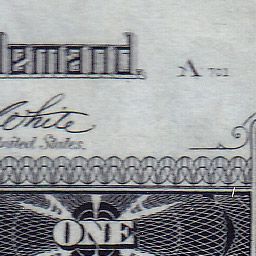 demand. A 701
White
United States.
ONE